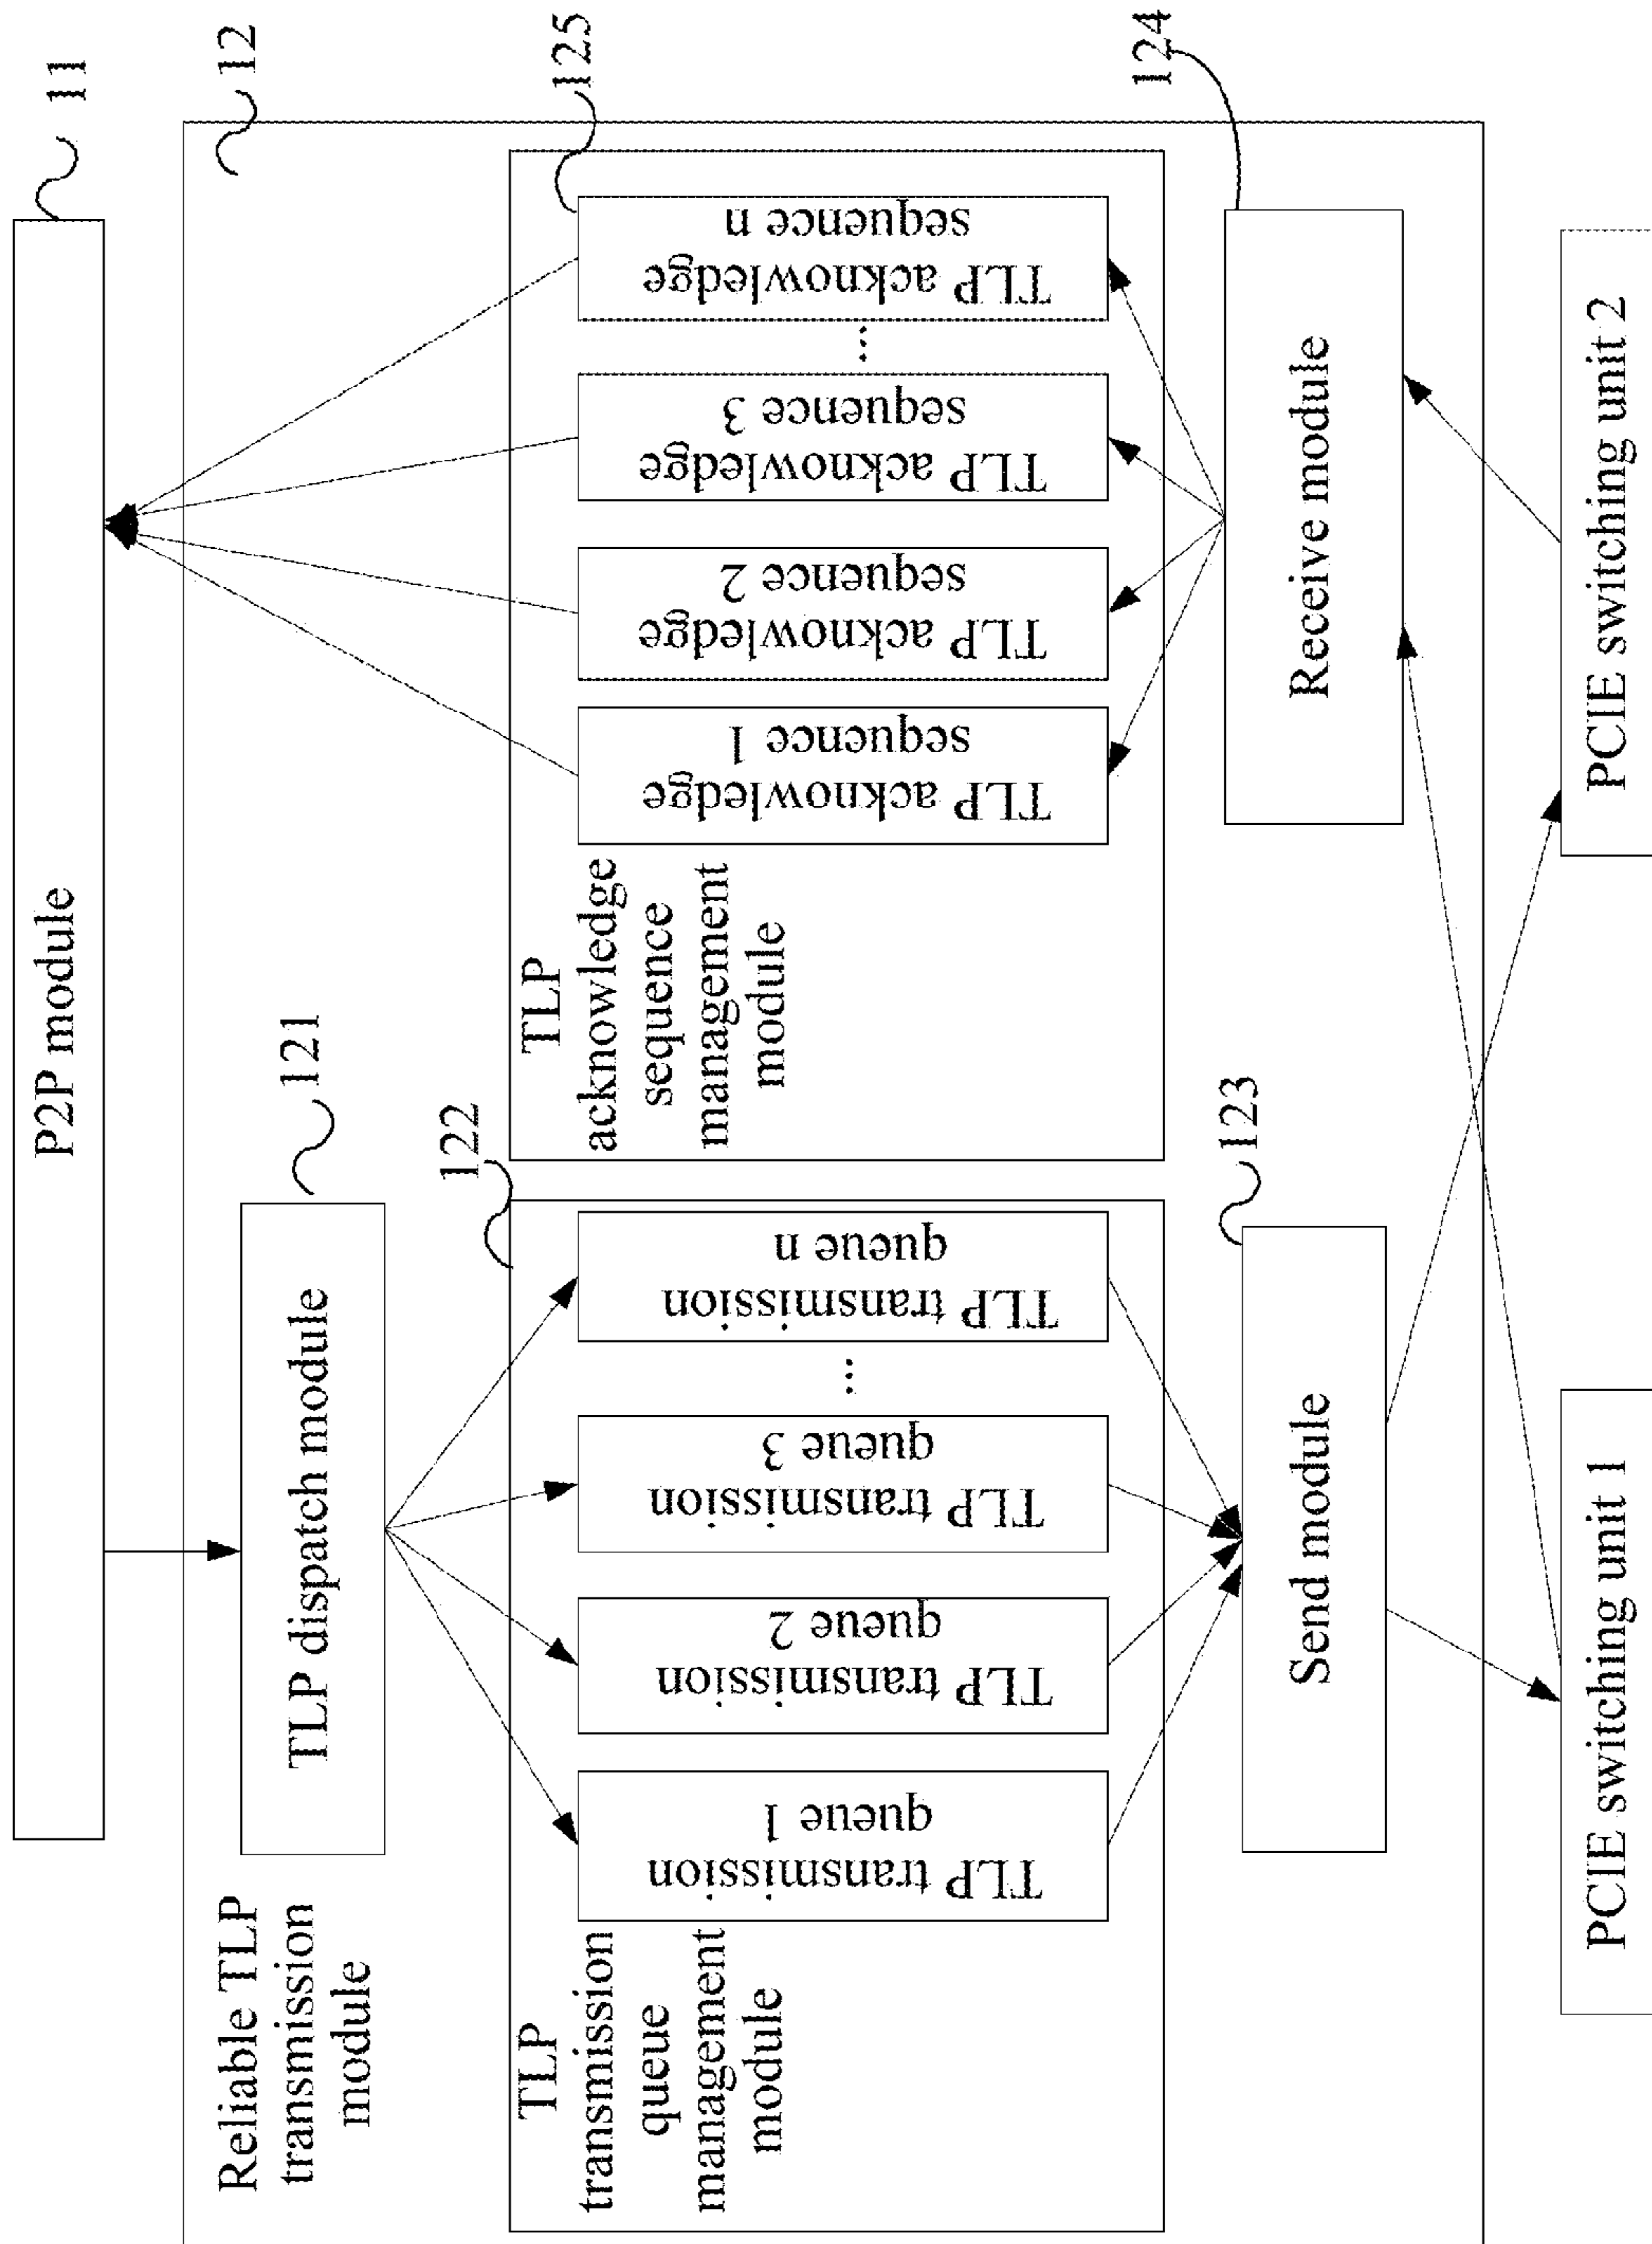 P2P module
11
12
Reliable TLP
transmission
module
TLP dispatch module
121
122
TLP
transmission
queue
management
module
TLP transmission
queue 1
TLP transmission
queue 2
TLP transmission
queue 3
...
TLP transmission
queue n
125
TLP
acknowledge
sequence
management
module
TLP acknowledge
sequence 1
TLP acknowledge
sequence 2
TLP acknowledge
sequence 3
...
TLP acknowledge
sequence n
Send module
123
Receive module
124
PCIE switching unit 1
PCIE switching unit 2